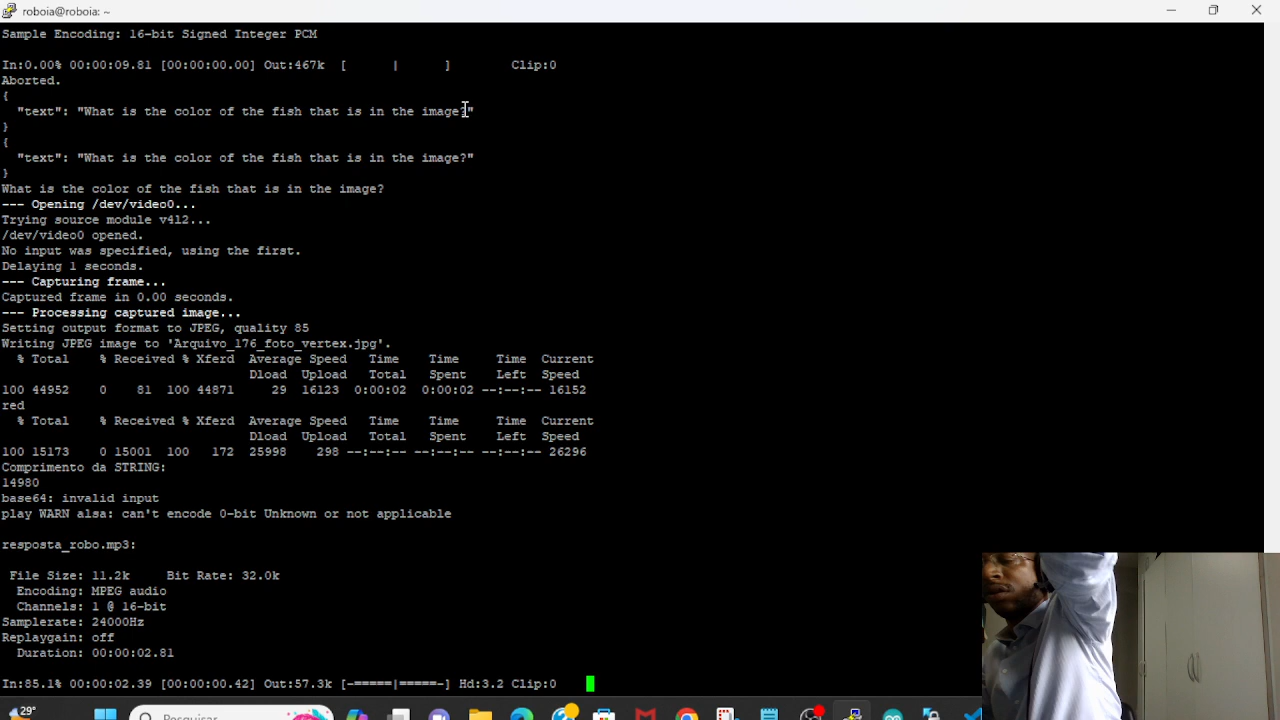 roboia@roboia: ~
Sample Encoding: 16-bit Signed Integer PCM
In:0.00% 00:00:09.81 [00:00:00.00] Out:467k  [      |      ]        Clip:0
Aborted.
{
  "text": "What is the color of the fish that is in the image?"
}
{
  "text": "What is the color of the fish that is in the image?"
}
What is the color of the fish that is in the image?
--- Opening /dev/video0...
Trying source module v4l2...
/dev/video0 opened.
No input was specified, using the first.
Delaying 1 seconds.
--- Capturing frame...
Captured frame in 0.00 seconds.
--- Processing captured image...
Setting output format to JPEG, quality 85
Writing JPEG image to 'Arquivo_176_foto_vertex.jpg'.
  % Total    % Received % Xferd  Average Speed   Time    Time     Time  Current
                                 Dload  Upload   Total   Spent    Left  Speed
100 44952    0    81  100 44871     29  16123  0:00:02  0:00:02 --:--:-- 16152
red
  % Total    % Received % Xferd  Average Speed   Time    Time     Time  Current
                                 Dload  Upload   Total   Spent    Left  Speed
100 15173    0 15001  100   172  25998    298 --:--:-- --:--:-- --:--:-- 26296
Comprimento da STRING:
14980
base64: invalid input
play WARN alsa: can't encode 0-bit Unknown or not applicable
resposta_robo.mp3:
 File Size: 11.2k     Bit Rate: 32.0k
  Encoding: MPEG audio
  Channels: 1 @ 16-bit
Samplerate: 24000Hz
Replaygain: off
  Duration: 00:00:02.81
In:85.1% 00:00:02.39 [00:00:00.42] Out:57.3k [-=====|=====-] Hd:3.2 Clip:0
29°
Pesquisar